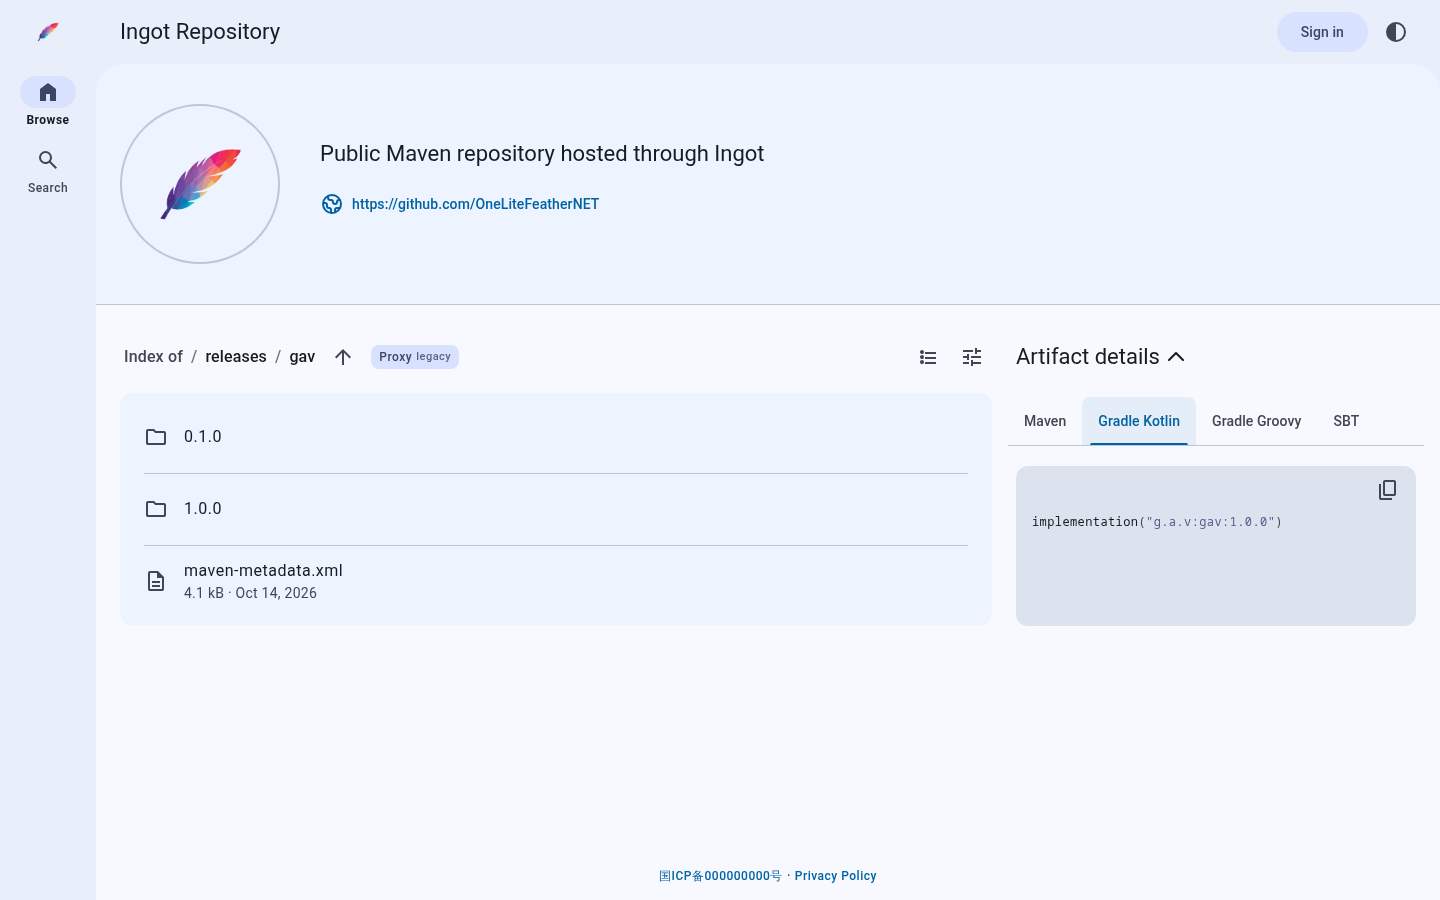 Ingot Repository
Sign in
Browse
Search
Public Maven repository hosted through Ingot
https://github.com/OneLiteFeatherNET
Index of / releases / gav
Proxy legacy
Artifact details
0.1.0
1.0.0
maven-metadata.xml
4.1 kB · Oct 14, 2026
Maven
Gradle Kotlin
Gradle Groovy
SBT
implementation("g.a.v:gav:1.0.0")
国ICP备000000000号 · Privacy Policy